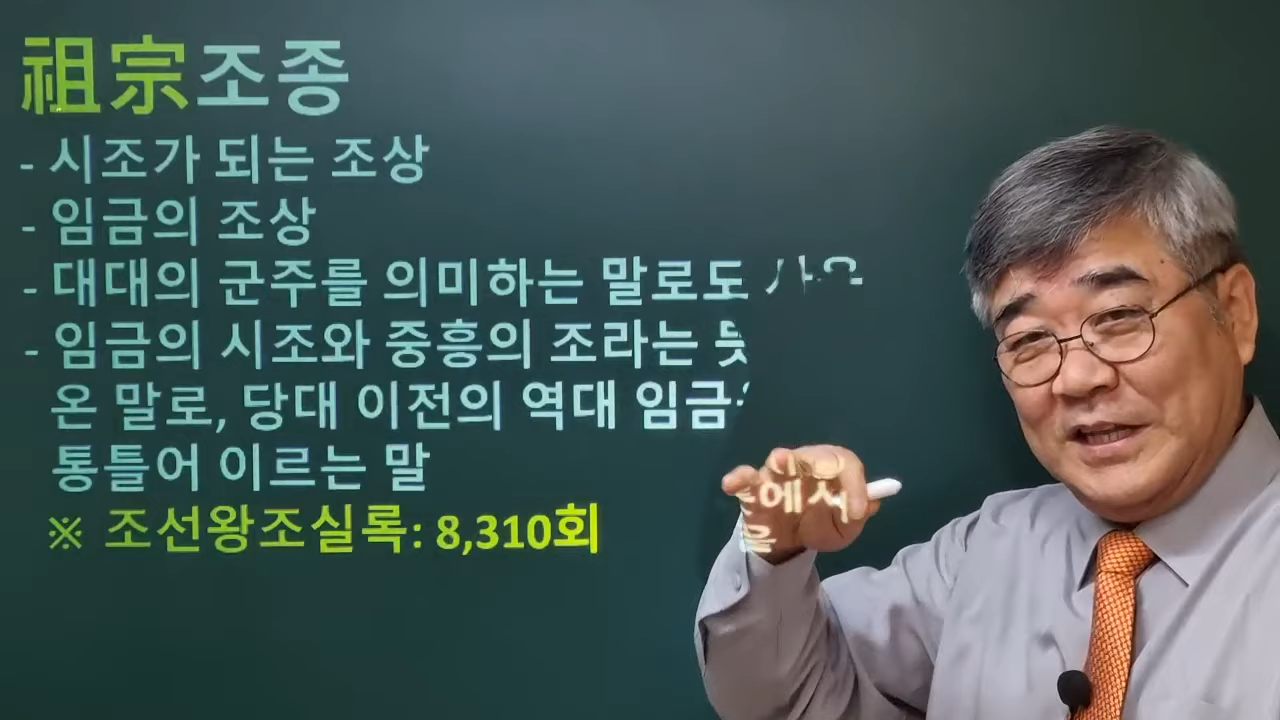 祖宗조종
- 시조가 되는 조상
- 임금의 조상
- 대대의 군주를 의미하는 말로도
- 임금의 시조와 중흥의 조라는
온 말로, 당대 이전의 역대
통틀어 이르는 말
※ 조선왕조실록: 8,310회
에서
을